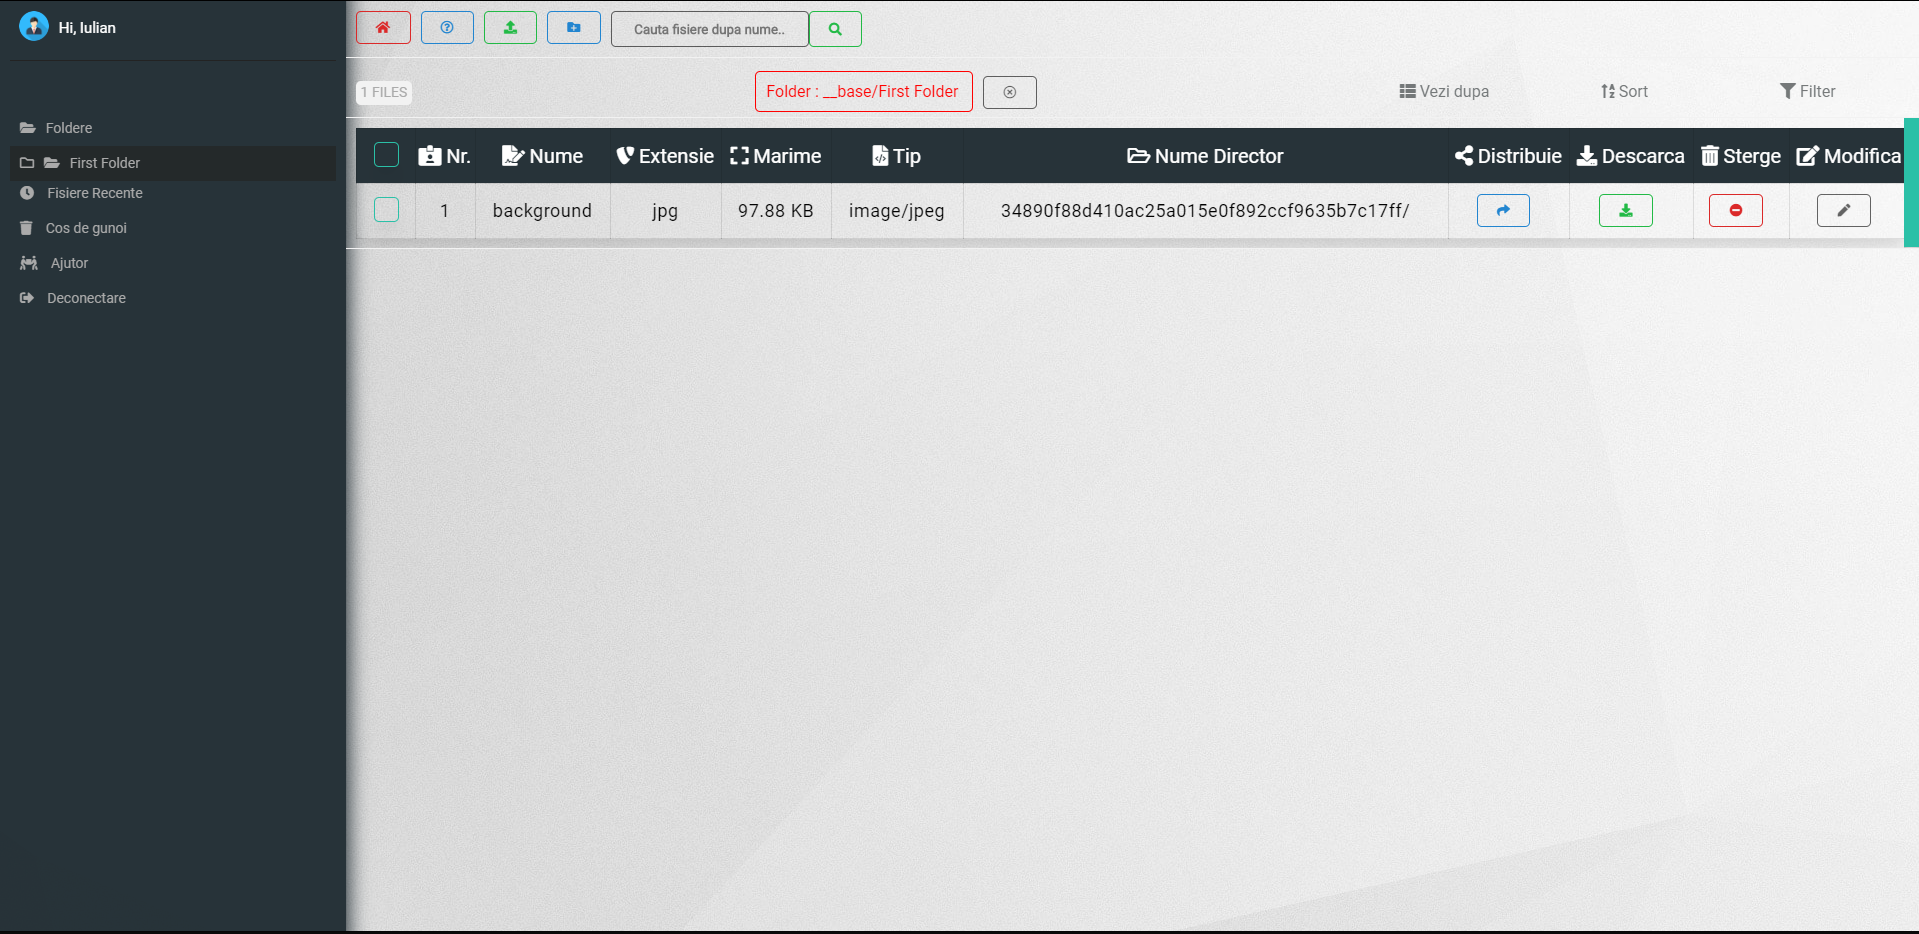 Hi, Iulian
Foldere
First Folder
Fisiere Recente
Cos de gunoi
Ajutor
Deconectare
Cauta fisiere dupa nume..
1 FILES
Folder : __base/First Folder
Vezi dupa
Sort
Filter
Nr. Nume Extensie Marime Tip Nume Director Distribuie Descarca Sterge Modifica
1 background jpg 97.88 KB image/jpeg 34890f88d410ac25a015e0f892ccf9635b7c17ff/